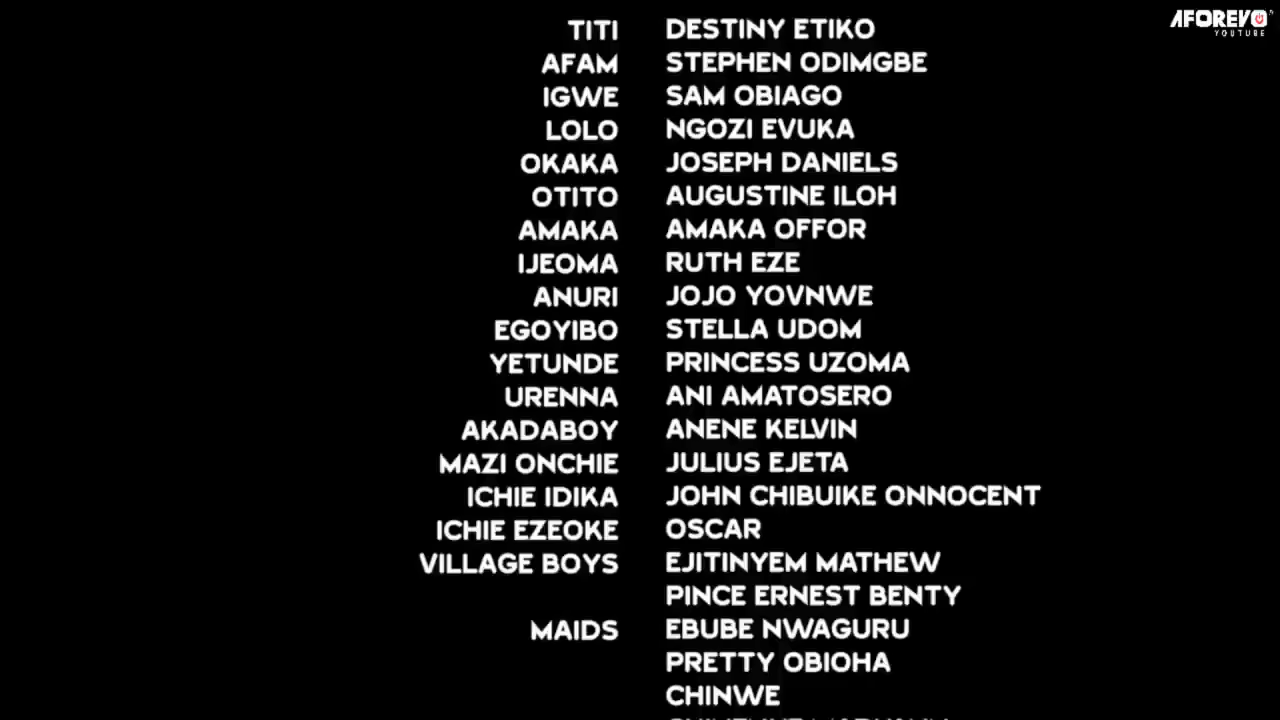 AFOREVO
YOUTUBE
TITI DESTINY ETIKO
AFAM STEPHEN ODIMGBE
IGWE SAM OBIAGO
LOLO NGOZI EVUKA
OKAKA JOSEPH DANIELS
OTITO AUGUSTINE ILOH
AMAKA AMAKA OFFOR
IJEOMA RUTH EZE
ANURI JOJO YOVNWE
EGOYIBO STELLA UDOM
YETUNDE PRINCESS UZOMA
URENNA ANI AMATOSERO
AKADABOY ANENE KELVIN
MAZI ONCHIE JULIUS EJETA
ICHIE IDIKA JOHN CHIBUIKE ONNOCENT
ICHIE EZEOKE OSCAR
VILLAGE BOYS EJITINYEM MATHEW
PINCE ERNEST BENTY
MAIDS EBUBE NWAGURU
PRETTY OBIOHA
CHINWE